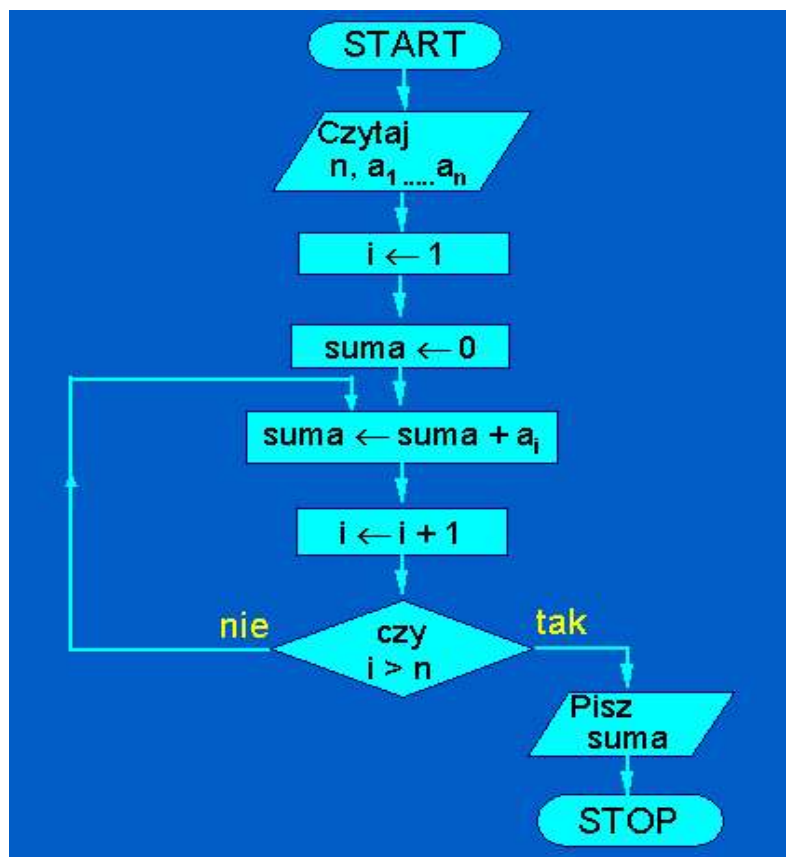 START
Czytaj
n, a₁.....aₙ
i ← 1
suma ← 0
suma ← suma + aᵢ
i ← i + 1
nie
czy
i > n
tak
Pisz
suma
STOP